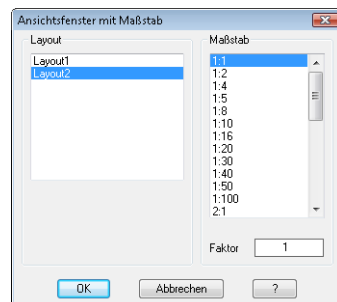 Ansichtsfenster mit Maßstab
Layout
Layout1
Layout2
Maßstab
1:1
1:2
1:4
1:5
1:8
1:10
1:16
1:20
1:30
1:40
1:50
1:100
2:1
Faktor 1
OK Abbrechen ?